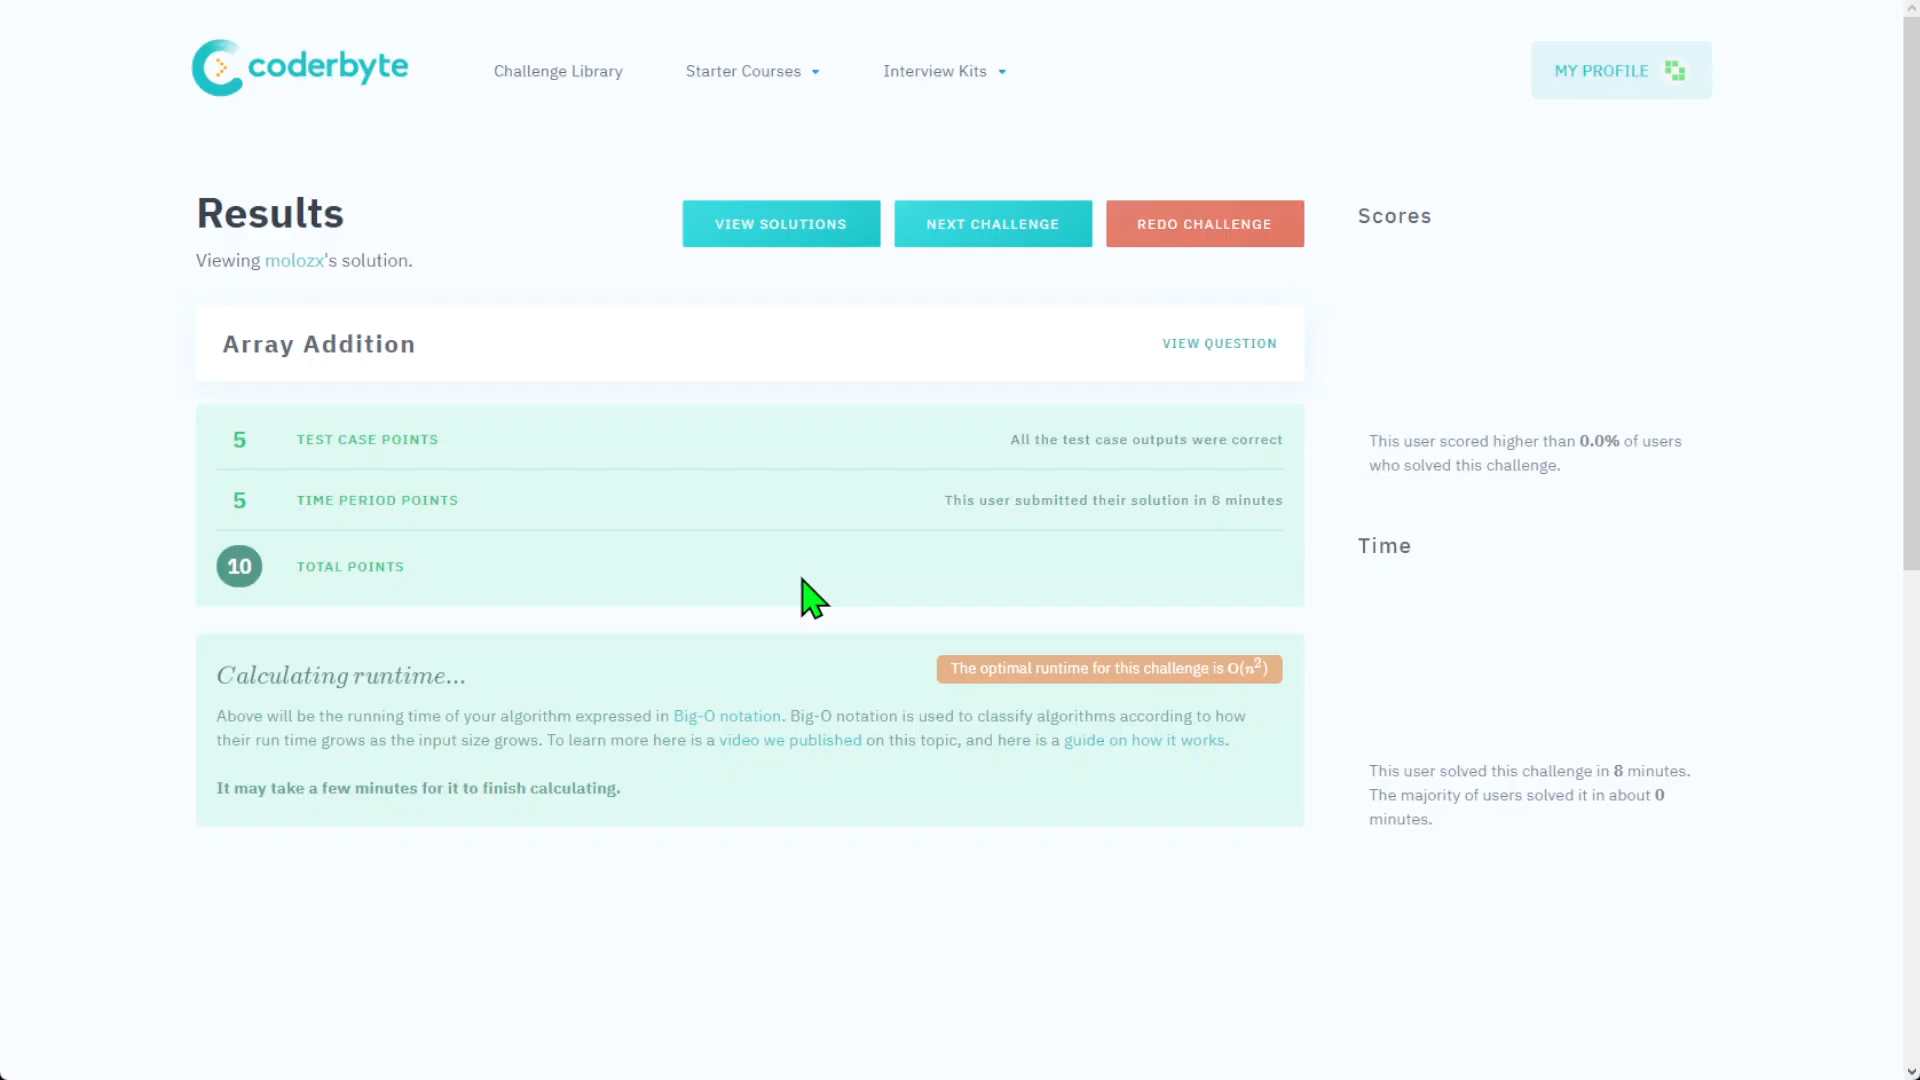 coderbyte
Challenge Library
Starter Courses
Interview Kits
MY PROFILE
Results
Viewing molozx's solution.
VIEW SOLUTIONS
NEXT CHALLENGE
REDO CHALLENGE
Scores
Array Addition
VIEW QUESTION
5 TEST CASE POINTS All the test case outputs were correct
5 TIME PERIOD POINTS This user submitted their solution in 8 minutes
10 TOTAL POINTS
This user scored higher than 0.0% of users
who solved this challenge.
Time
Calculating runtime...
The optimal runtime for this challenge is O(n²)
Above will be the running time of your algorithm expressed in Big-O notation. Big-O notation is used to classify algorithms according to how
their run time grows as the input size grows. To learn more here is a video we published on this topic, and here is a guide on how it works.
It may take a few minutes for it to finish calculating.
This user solved this challenge in 8 minutes.
The majority of users solved it in about 0
minutes.